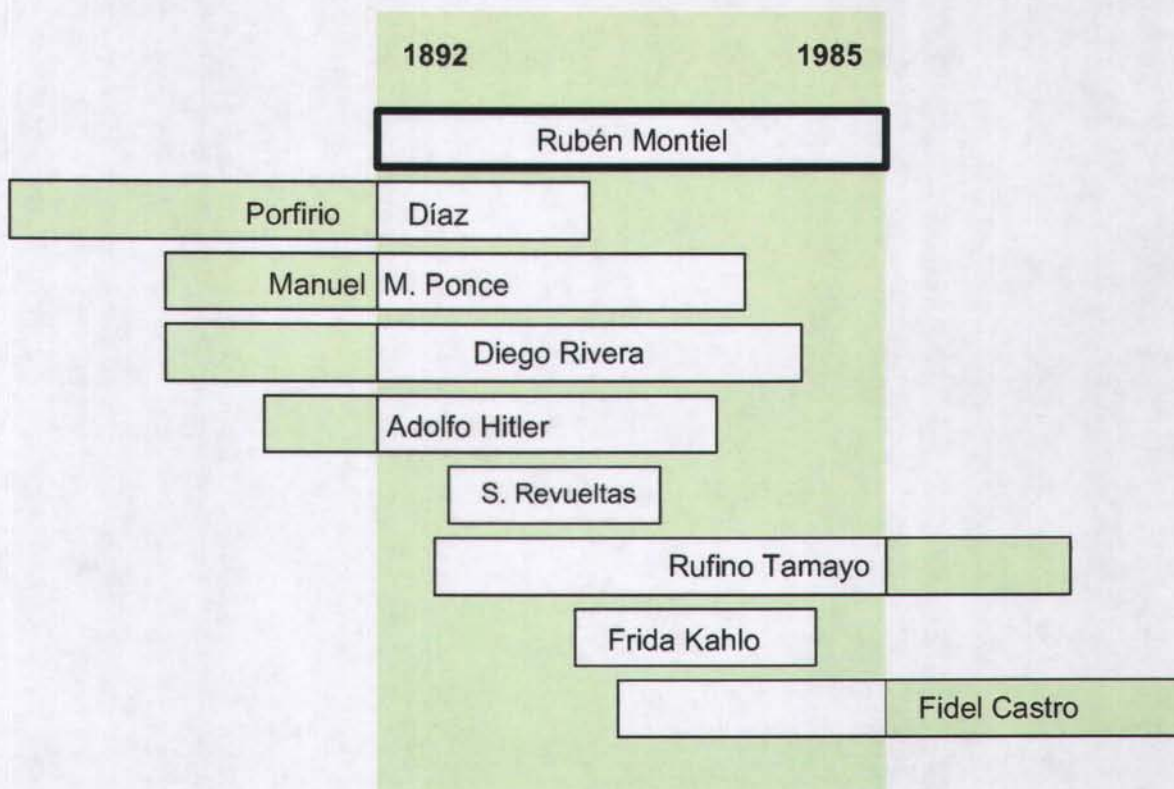 1892 1985
Rubén Montiel
Porfirio Díaz
Manuel M. Ponce
Diego Rivera
Adolfo Hitler
S. Revueltas
Rufino Tamayo
Frida Kahlo
Fidel Castro